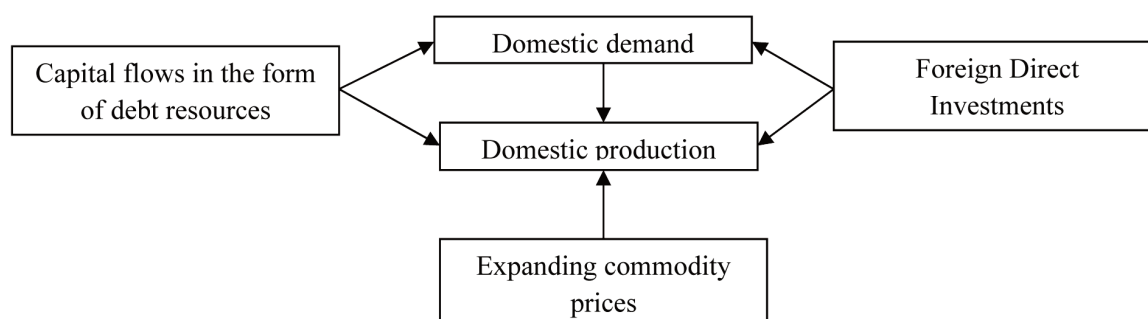 Domestic demand
Capital flows in the form
of debt resources
Foreign Direct
Investments
Domestic production
Expanding commodity
prices